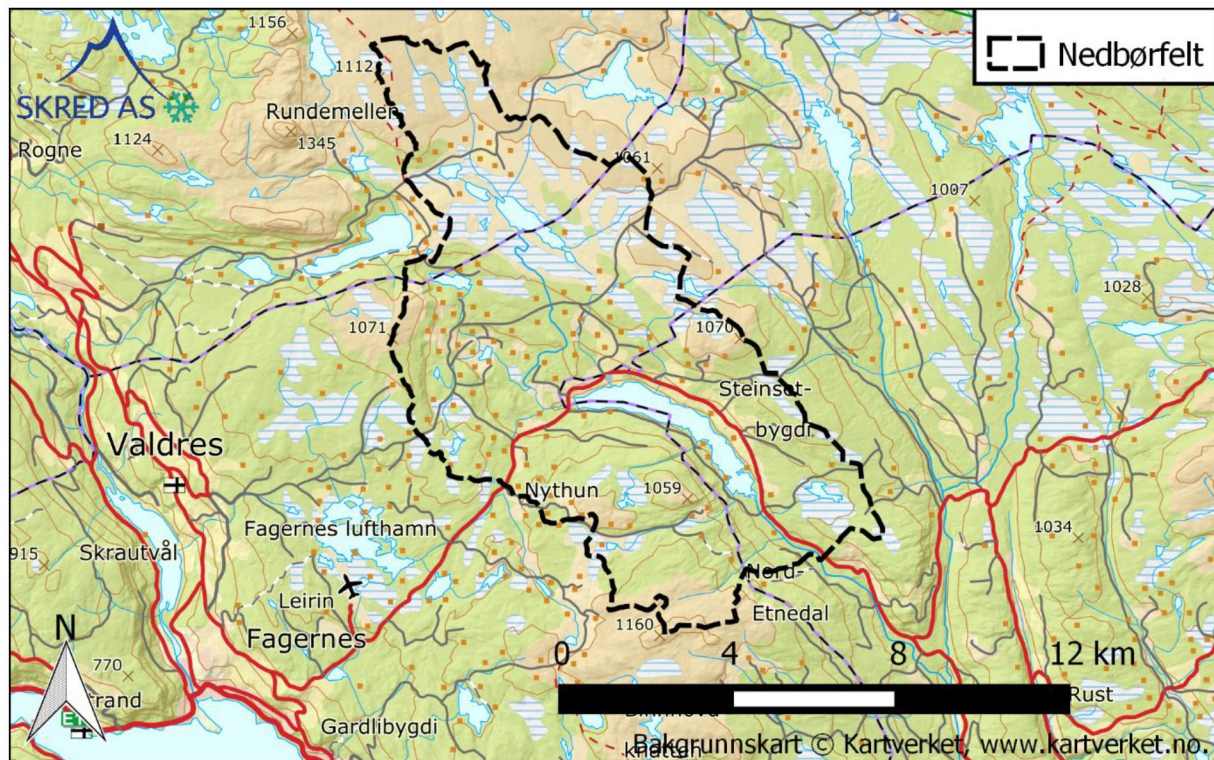 1156
Nedbørfelt
1112
SKRED AS
Rundemellen
1124
1345
Rogne
1061
1007
1028
1071
1070
Steinset-
bygdi
Valdres
Nythun
1059
Fagernes lufthamn
1034
915
Skrautvål
Nord-
Leirin
Etnedal
1160
Fagernes
N
0 4 8 12 km
770
Rust
trand
E16
Gardlibygdi
Bakgrunnskart © Kartverket, www.kartverket.no.